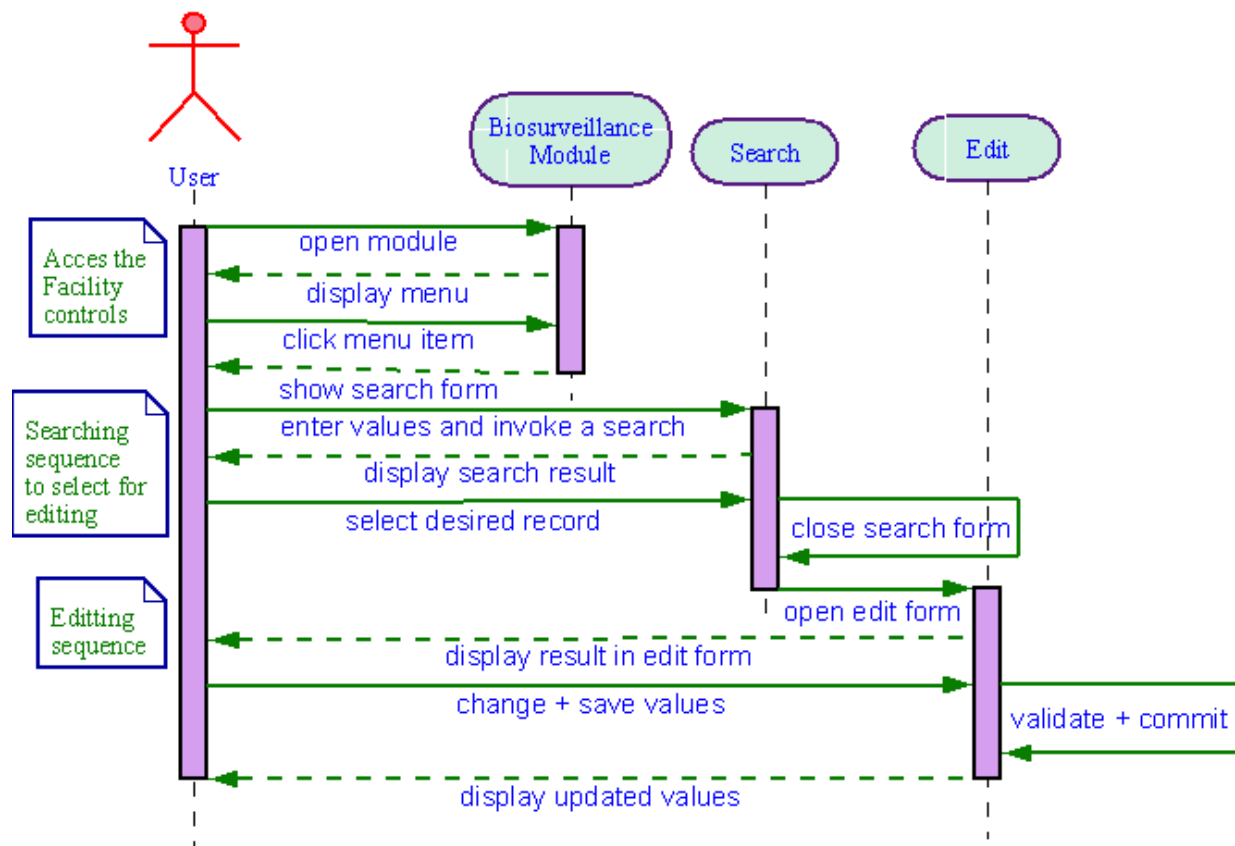 Biosurveillance
Module
Search
Edit
User
Acces the
Facility
controls
open module
display menu
click menu item
show search form
Searching
sequence
to select for
editing
enter values and invoke a search
display search result
select desired record
close search form
Editting
sequence
open edit form
display result in edit form
change + save values
validate + commit
display updated values